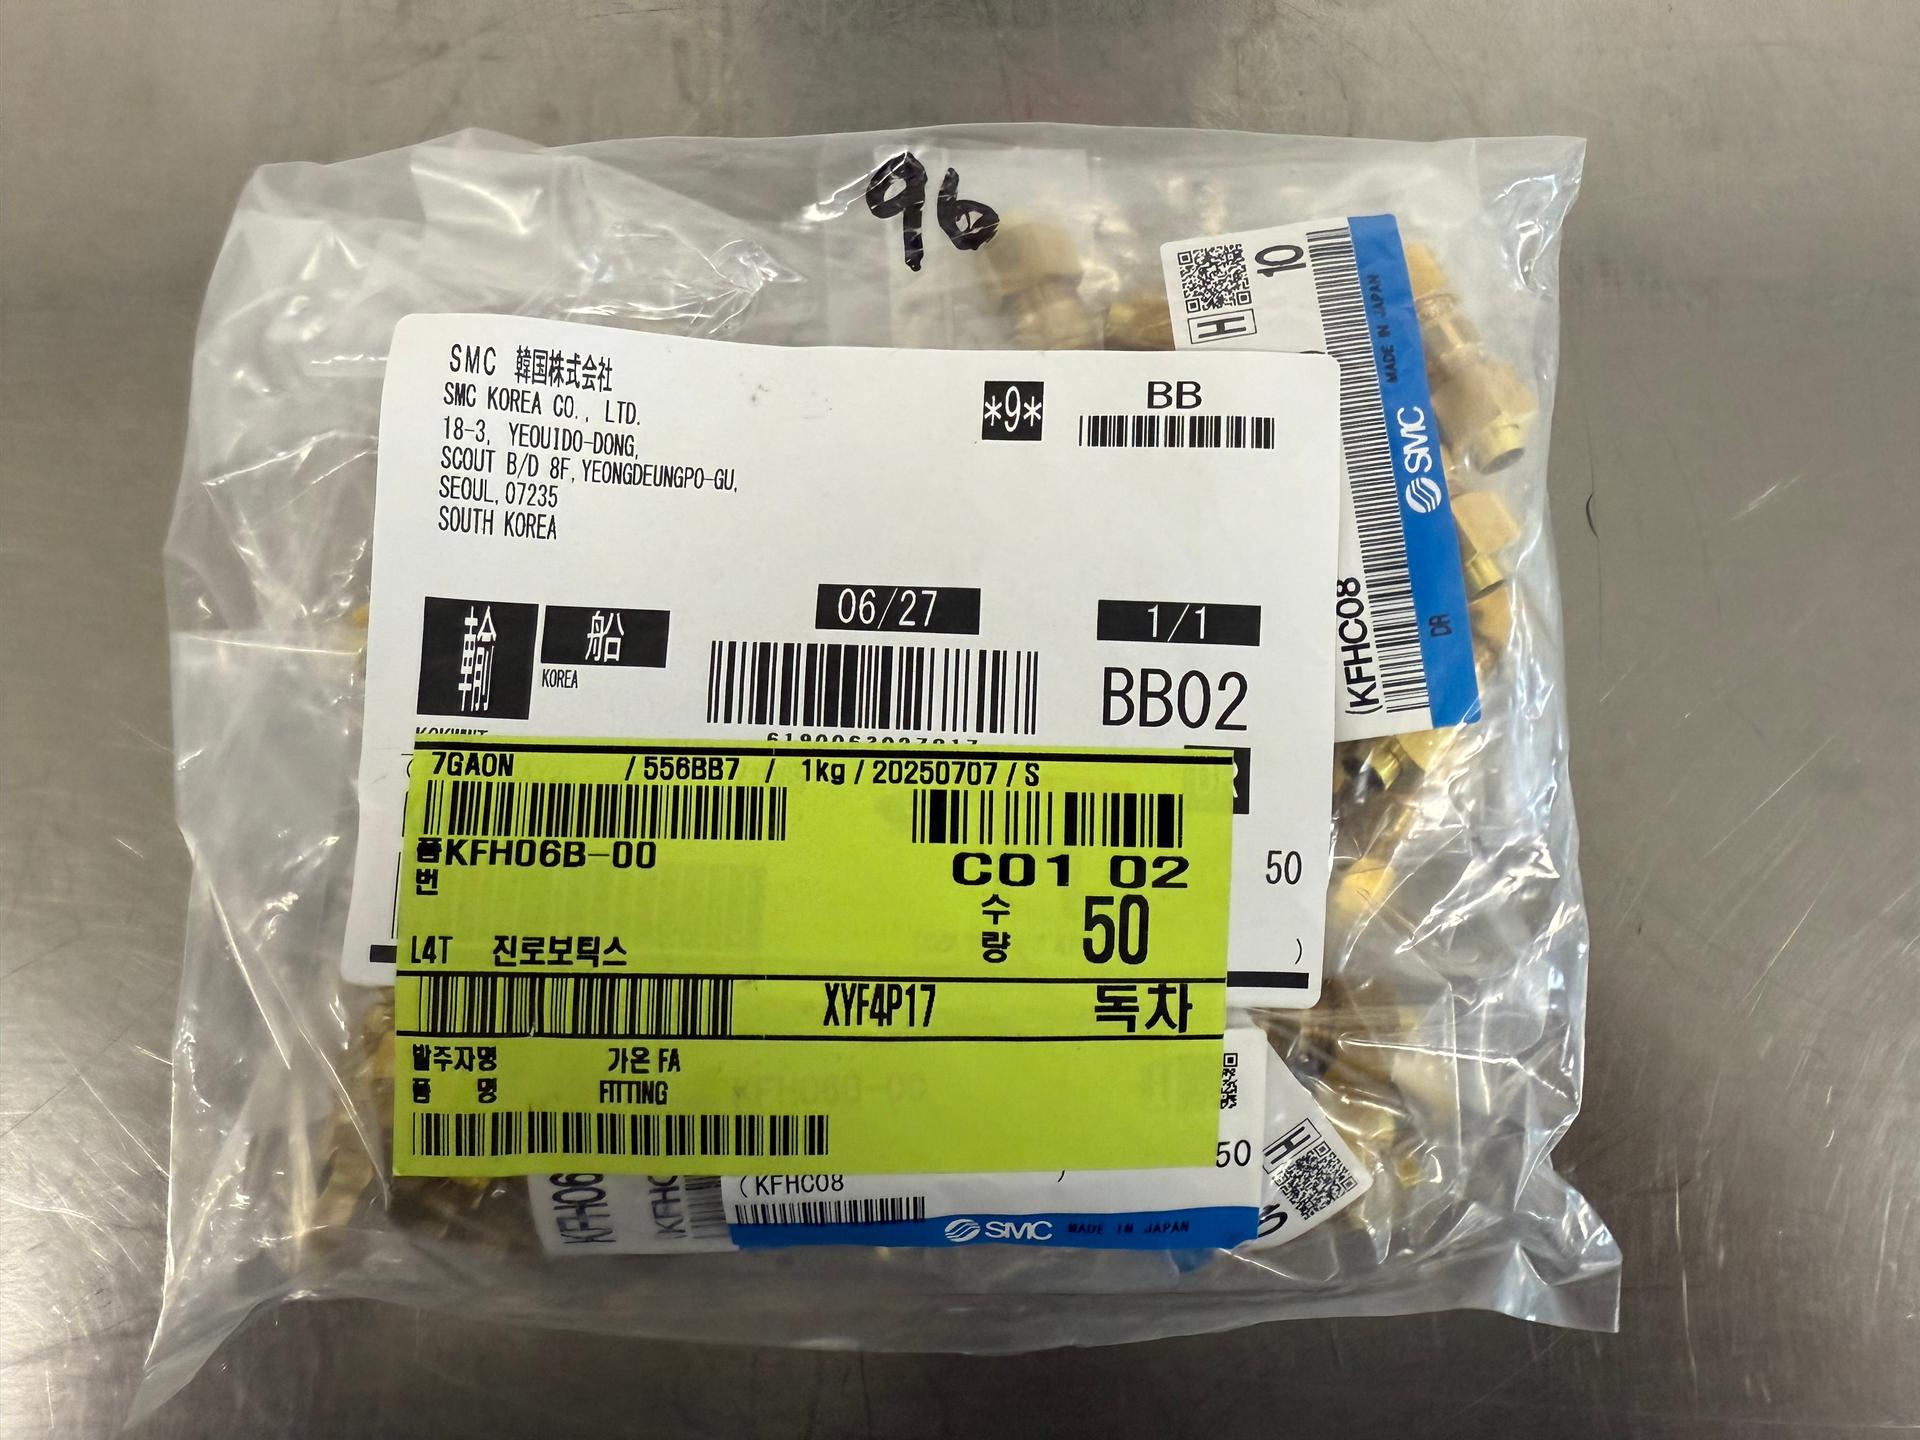 96
10
H
MADE IN JAPAN
SMC
DR
(KFHC08
SMC 韓国株式会社
SMC KOREA CO., LTD.
18-3, YEOUIDO-DONG,
SCOUT B/D 8F, YEONGDEUNGPO-GU,
SEOUL, 07235
SOUTH KOREA
*9*
BB
輸
船
KOREA
06/27
1/1
BB02
50
)
7GAON / 556BB7 / 1kg / 20250707 / S
품번 KFH06B-00
C01 02
수량 50
L4T 진로보틱스
XYF4P17 독차
발주자명 가온 FA
품 명 FITTING
50
H
(KFHC08 )
SMC MADE IN JAPAN
KFH06